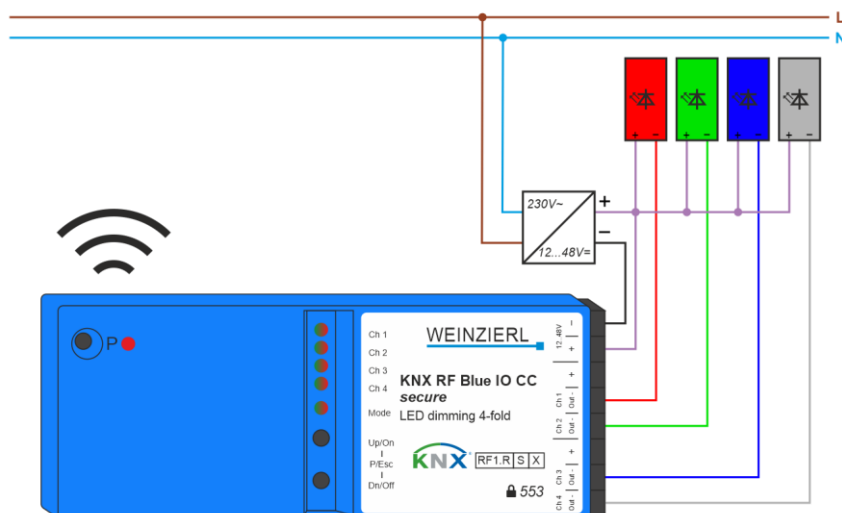 L
N
+ − + − + − + −
230V~
+
−
12...48V=
P
Ch 1
Ch 2
Ch 3
Ch 4
Mode
Up/On
P/Esc
Dn/Off
WEINZIERL
KNX RF Blue IO CC
secure
LED dimming 4-fold
KNX®
RF1.R S X
553
12..48V − +
+
Ch 1 Out -
Ch 2 Out -
+
Ch 3 Out -
Ch 4 Out -